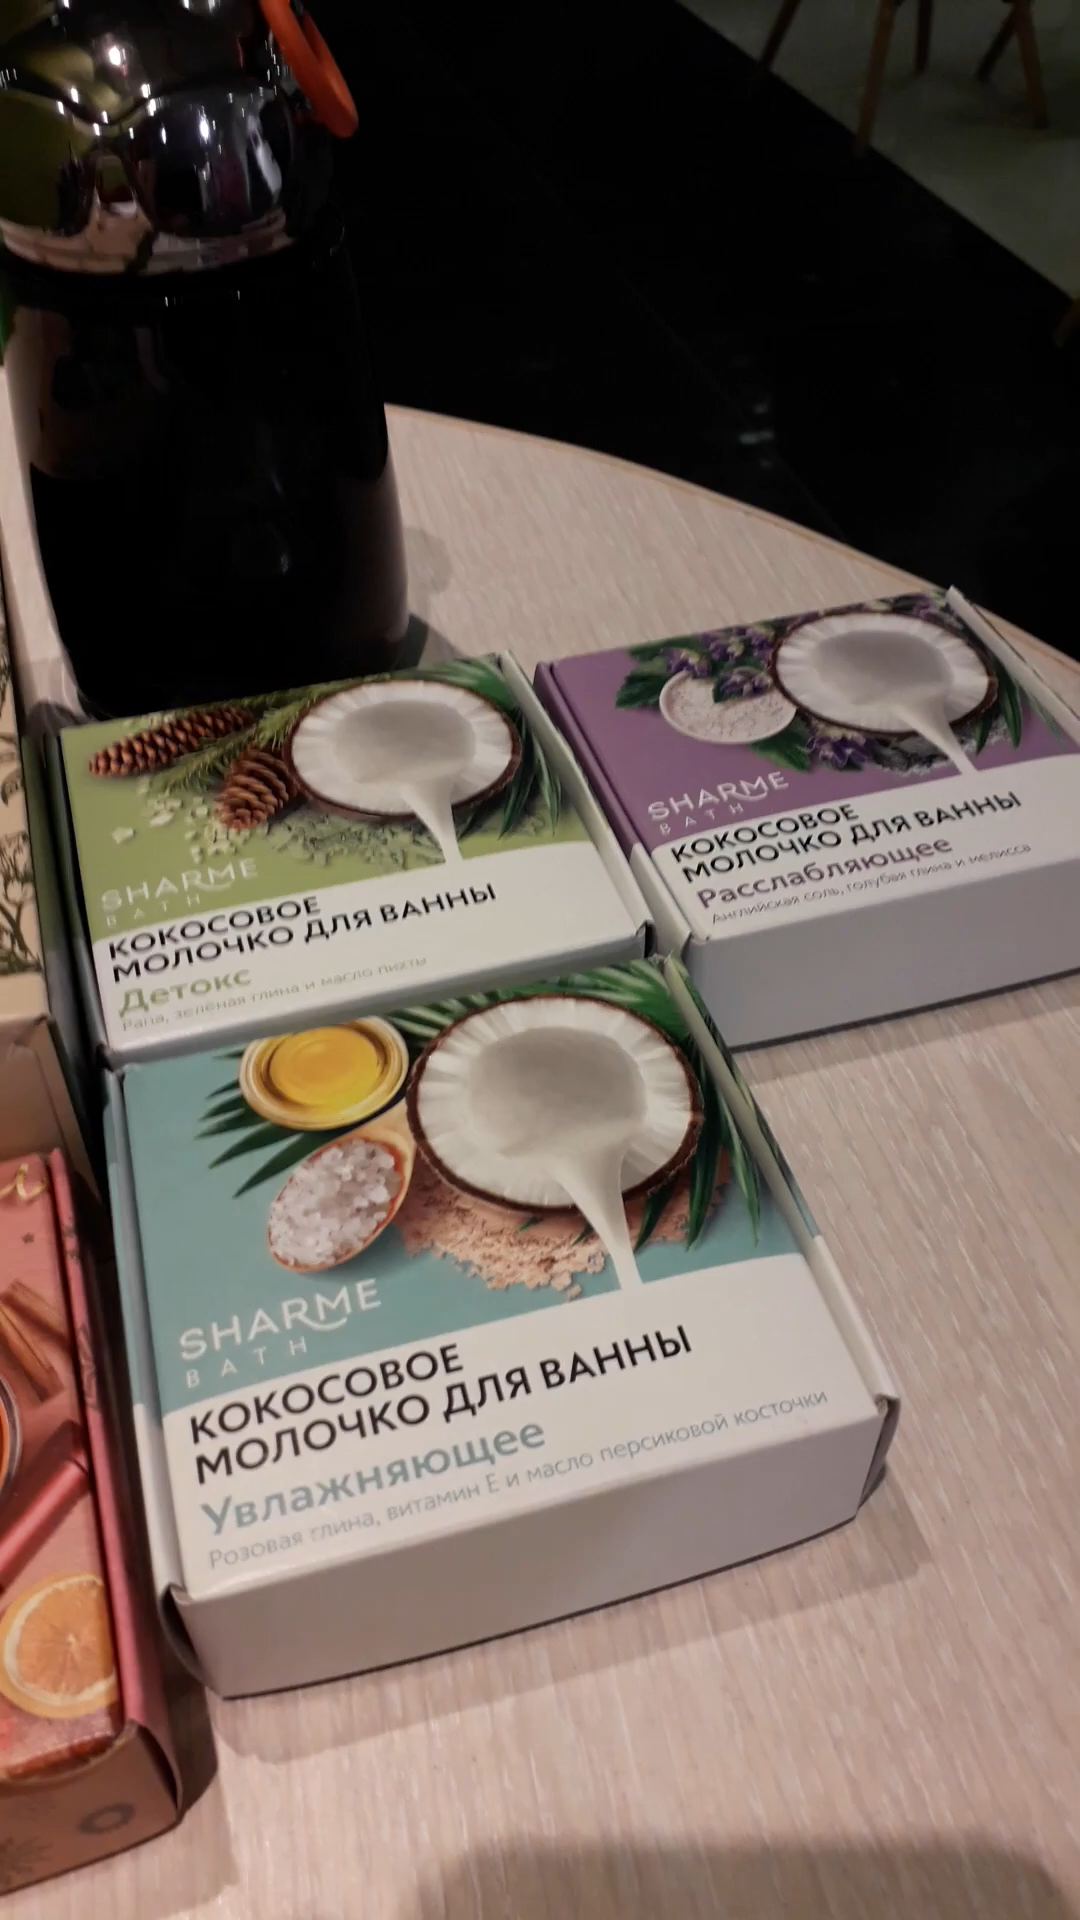 SHARME
BATH
КОКОСОВОЕ
МОЛОЧКО ДЛЯ ВАННЫ
Детокс
Рапа, зелёная глина и масло пихты
SHARME
BATH
КОКОСОВОЕ
МОЛОЧКО ДЛЯ ВАННЫ
Расслабляющее
Английская соль, голубая глина и мелисса
SHARME
BATH
КОКОСОВОЕ
МОЛОЧКО ДЛЯ ВАННЫ
Увлажняющее
Розовая глина, витамин Е и масло персиковой косточки